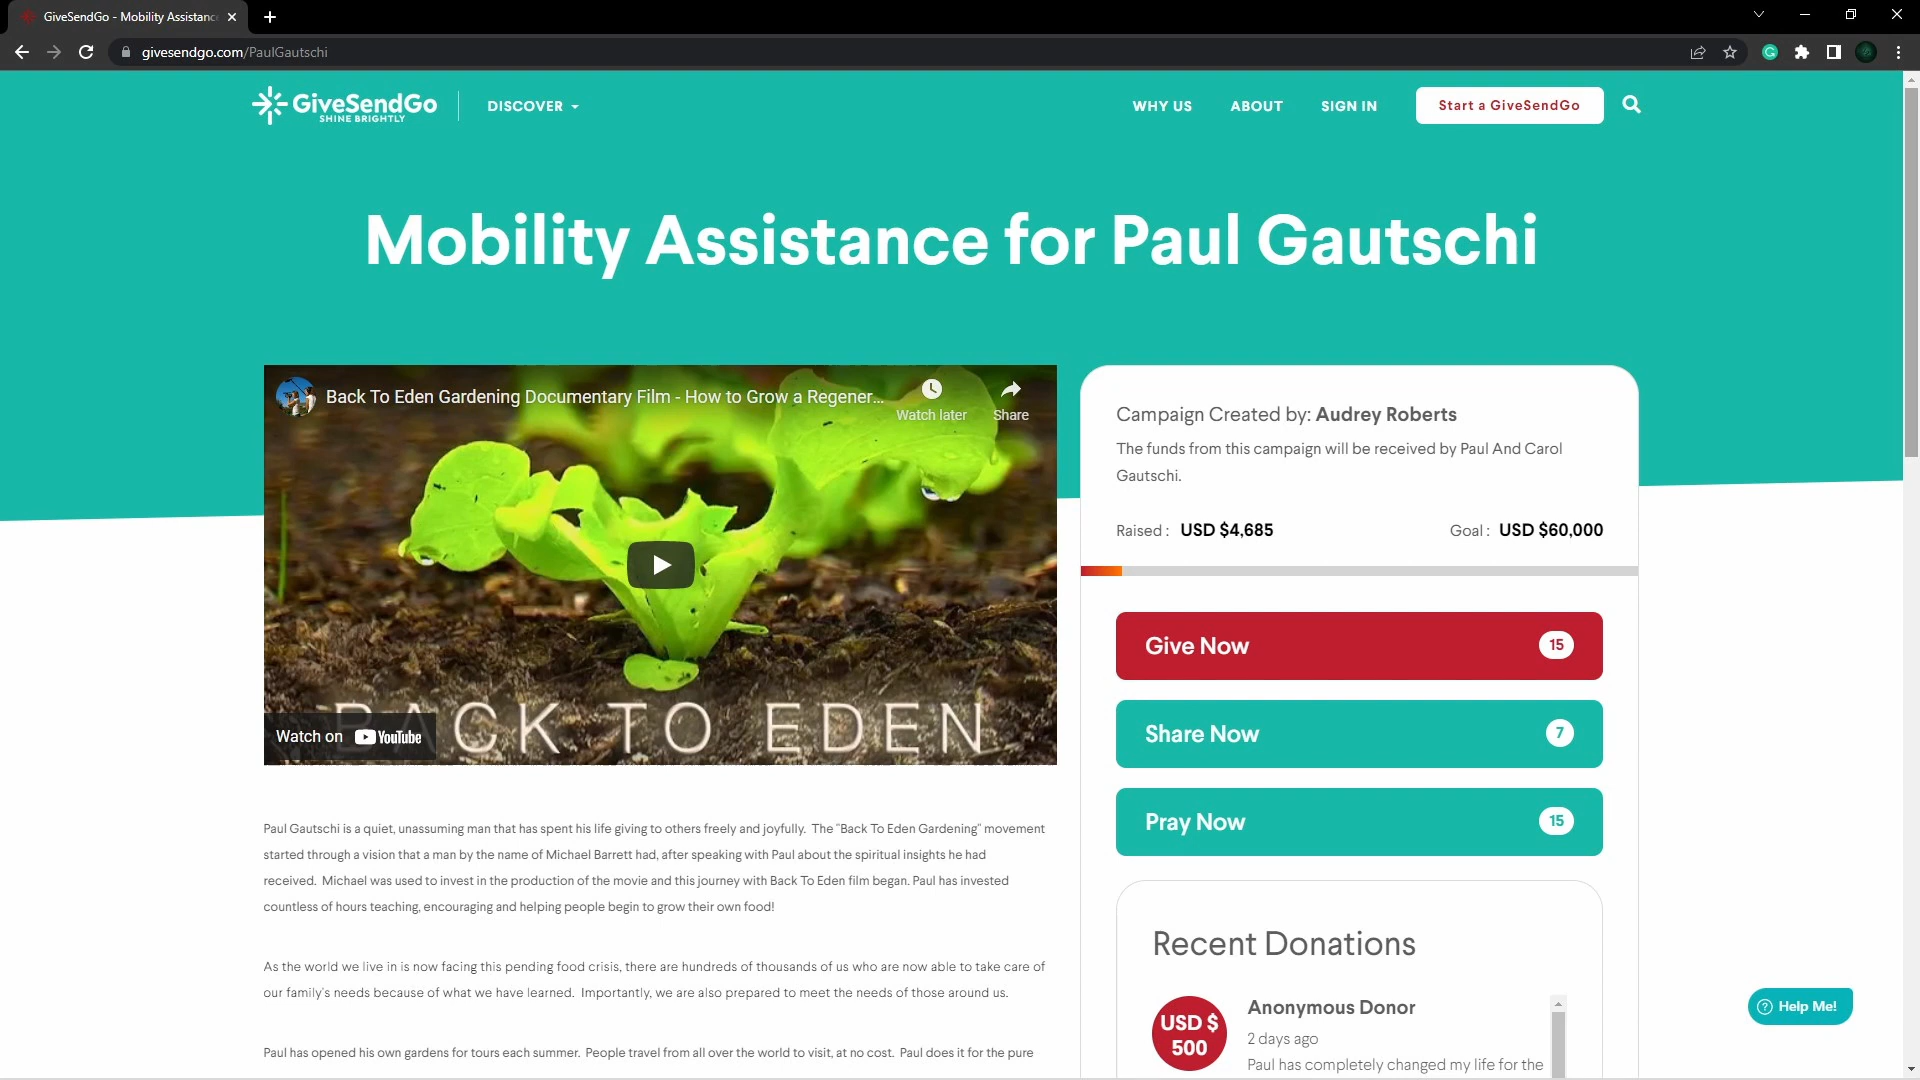 GiveSendGo - Mobility Assistanc
givesendgo.com/PaulGautschi
GiveSendGo
SHINE BRIGHTLY
DISCOVER
WHY US
ABOUT
SIGN IN
Start a GiveSendGo
Mobility Assistance for Paul Gautschi
Back To Eden Gardening Documentary Film - How to Grow a Regener...
Watch later
Share
BACK TO EDEN
Watch on YouTube
Campaign Created by: Audrey Roberts
The funds from this campaign will be received by Paul And Carol
Gautschi.
Raised : USD $4,685
Goal : USD $60,000
Give Now 15
Share Now 7
Pray Now 15
Paul Gautschi is a quiet, unassuming man that has spent his life giving to others freely and joyfully. The "Back To Eden Gardening" movement
started through a vision that a man by the name of Michael Barrett had, after speaking with Paul about the spiritual insights he had
received. Michael was used to invest in the production of the movie and this journey with Back To Eden film began. Paul has invested
countless of hours teaching, encouraging and helping people begin to grow their own food!
As the world we live in is now facing this pending food crisis, there are hundreds of thousands of us who are now able to take care of
our family's needs because of what we have learned. Importantly, we are also prepared to meet the needs of those around us.
Paul has opened his own gardens for tours each summer. People travel from all over the world to visit, at no cost. Paul does it for the pure
Recent Donations
USD $
500
Anonymous Donor
2 days ago
Paul has completely changed my life for the
Help Me!